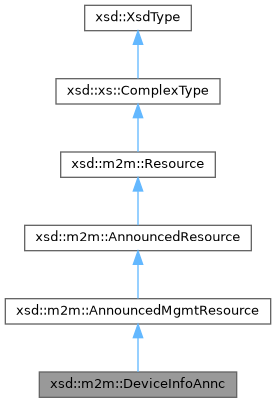 xsd::XsdType
xsd::xs::ComplexType
xsd::m2m::Resource
xsd::m2m::AnnouncedResource
xsd::m2m::AnnouncedMgmtResource
xsd::m2m::DeviceInfoAnnc